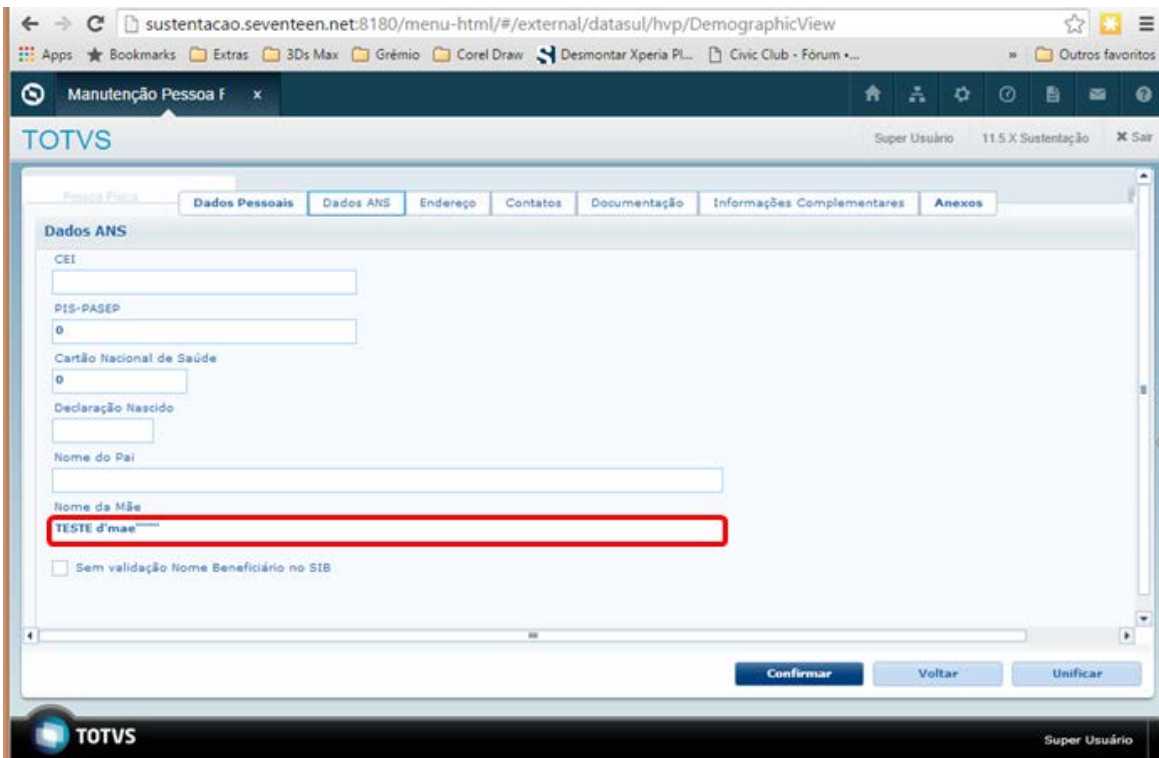 sustentacao.seventeen.net:8180/menu-html/#/external/datasul/hvp/DemographicView
Apps Bookmarks Extras 3Ds Max Grêmio Corel Draw Desmontar Xperia Pl... Civic Club - Fórum •... » Outros favoritos
Manutenção Pessoa F x
TOTVS Super Usuário 11.5.X Sustentação Sair
Pessoa Física Dados Pessoais Dados ANS Endereço Contatos Documentação Informações Complementares Anexos
Dados ANS
CEI
PIS-PASEP
0
Cartão Nacional de Saúde
0
Declaração Nascido
Nome do Pai
Nome da Mãe
TESTE d'mae
Sem validação Nome Beneficiário no SIB
Confirmar Voltar Unificar
TOTVS Super Usuário